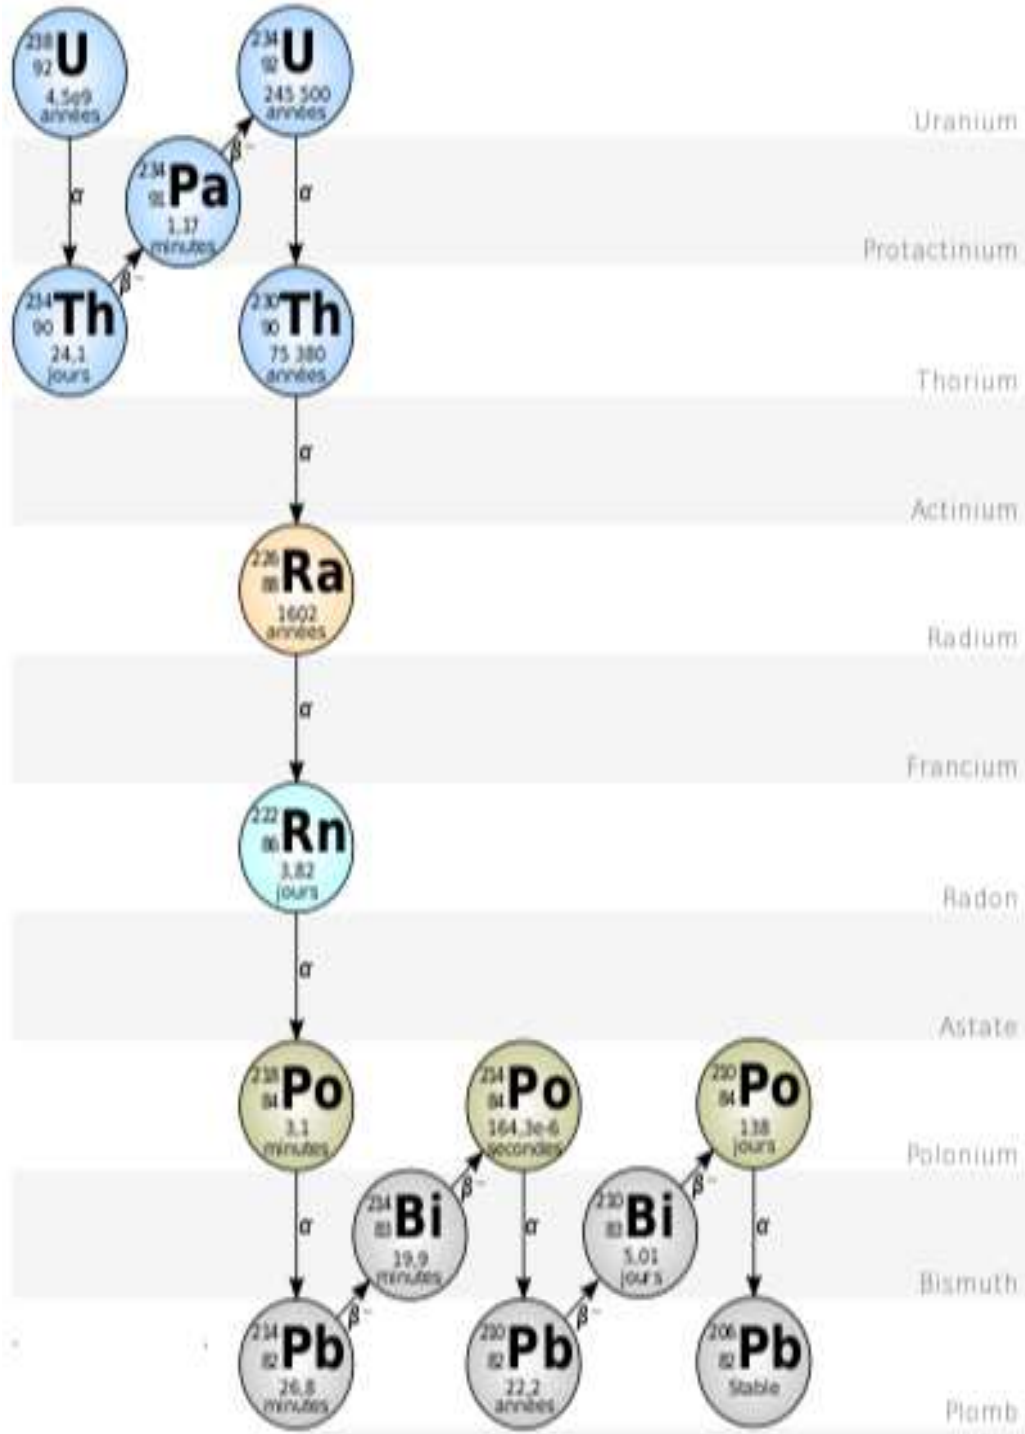 238 92 U 4,5e9 années
234 92 U 245 500 années
Uranium
α
β⁻
α
234 91 Pa 1,17 minutes
Protactinium
β⁻
234 90 Th 24,1 jours
230 90 Th 75 380 années
Thorium
α
Actinium
226 88 Ra 1602 années
Radium
α
Francium
222 86 Rn 3,82 jours
Radon
α
Astate
218 84 Po 3,1 minutes
214 84 Po 164,3e-6 secondes
210 84 Po 138 jours
Polonium
β⁻
β⁻
α
214 83 Bi 19,9 minutes
α
210 83 Bi 5,01 jours
α
Bismuth
β⁻
β⁻
214 82 Pb 26,8 minutes
210 82 Pb 22,2 années
206 82 Pb Stable
Plomb